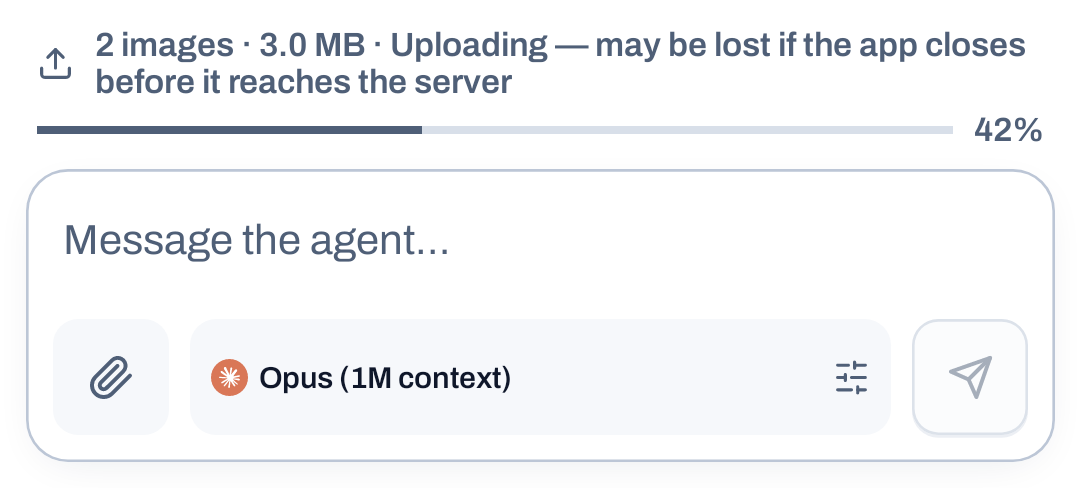 2 images · 3.0 MB · Uploading — may be lost if the app closes
before it reaches the server
42%
Message the agent...
Opus (1M context)